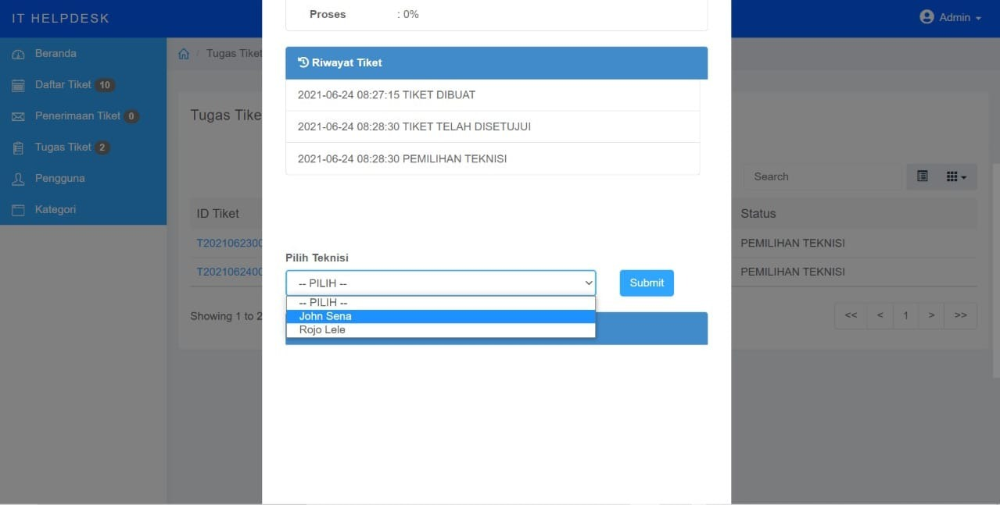 IT HELPDESK
Admin
Beranda
Daftar Tiket 10
Penerimaan Tiket 0
Tugas Tiket 2
Pengguna
Kategori
/ Tugas Tiket
Tugas Tike
Search
ID Tiket
Status
T202106230
PEMILIHAN TEKNISI
T202106240
PEMILIHAN TEKNISI
Showing 1 to 2
<< < 1 > >>
Proses : 0%
Riwayat Tiket
2021-06-24 08:27:15 TIKET DIBUAT
2021-06-24 08:28:30 TIKET TELAH DISETUJUI
2021-06-24 08:28:30 PEMILIHAN TEKNISI
Pilih Teknisi
-- PILIH --
Submit
-- PILIH --
John Sena
Rojo Lele